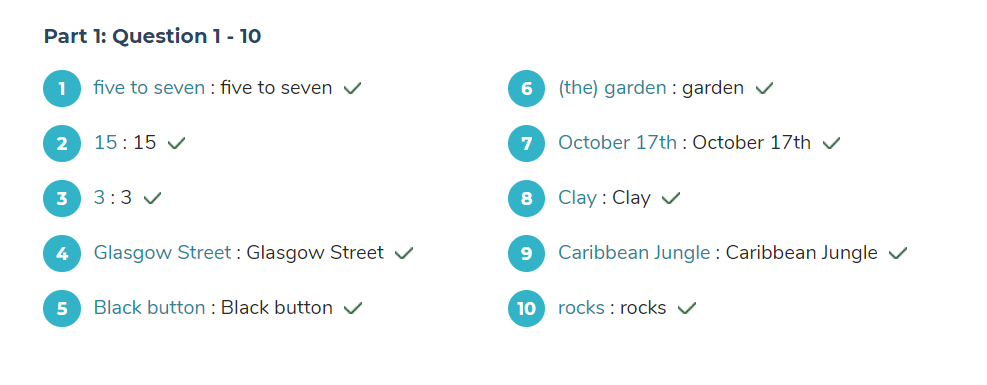 Part 1: Question 1 - 10
1 five to seven : five to seven
2 15 : 15
3 3 : 3
4 Glasgow Street : Glasgow Street
5 Black button : Black button
6 (the) garden : garden
7 October 17th : October 17th
8 Clay : Clay
9 Caribbean Jungle : Caribbean Jungle
10 rocks : rocks